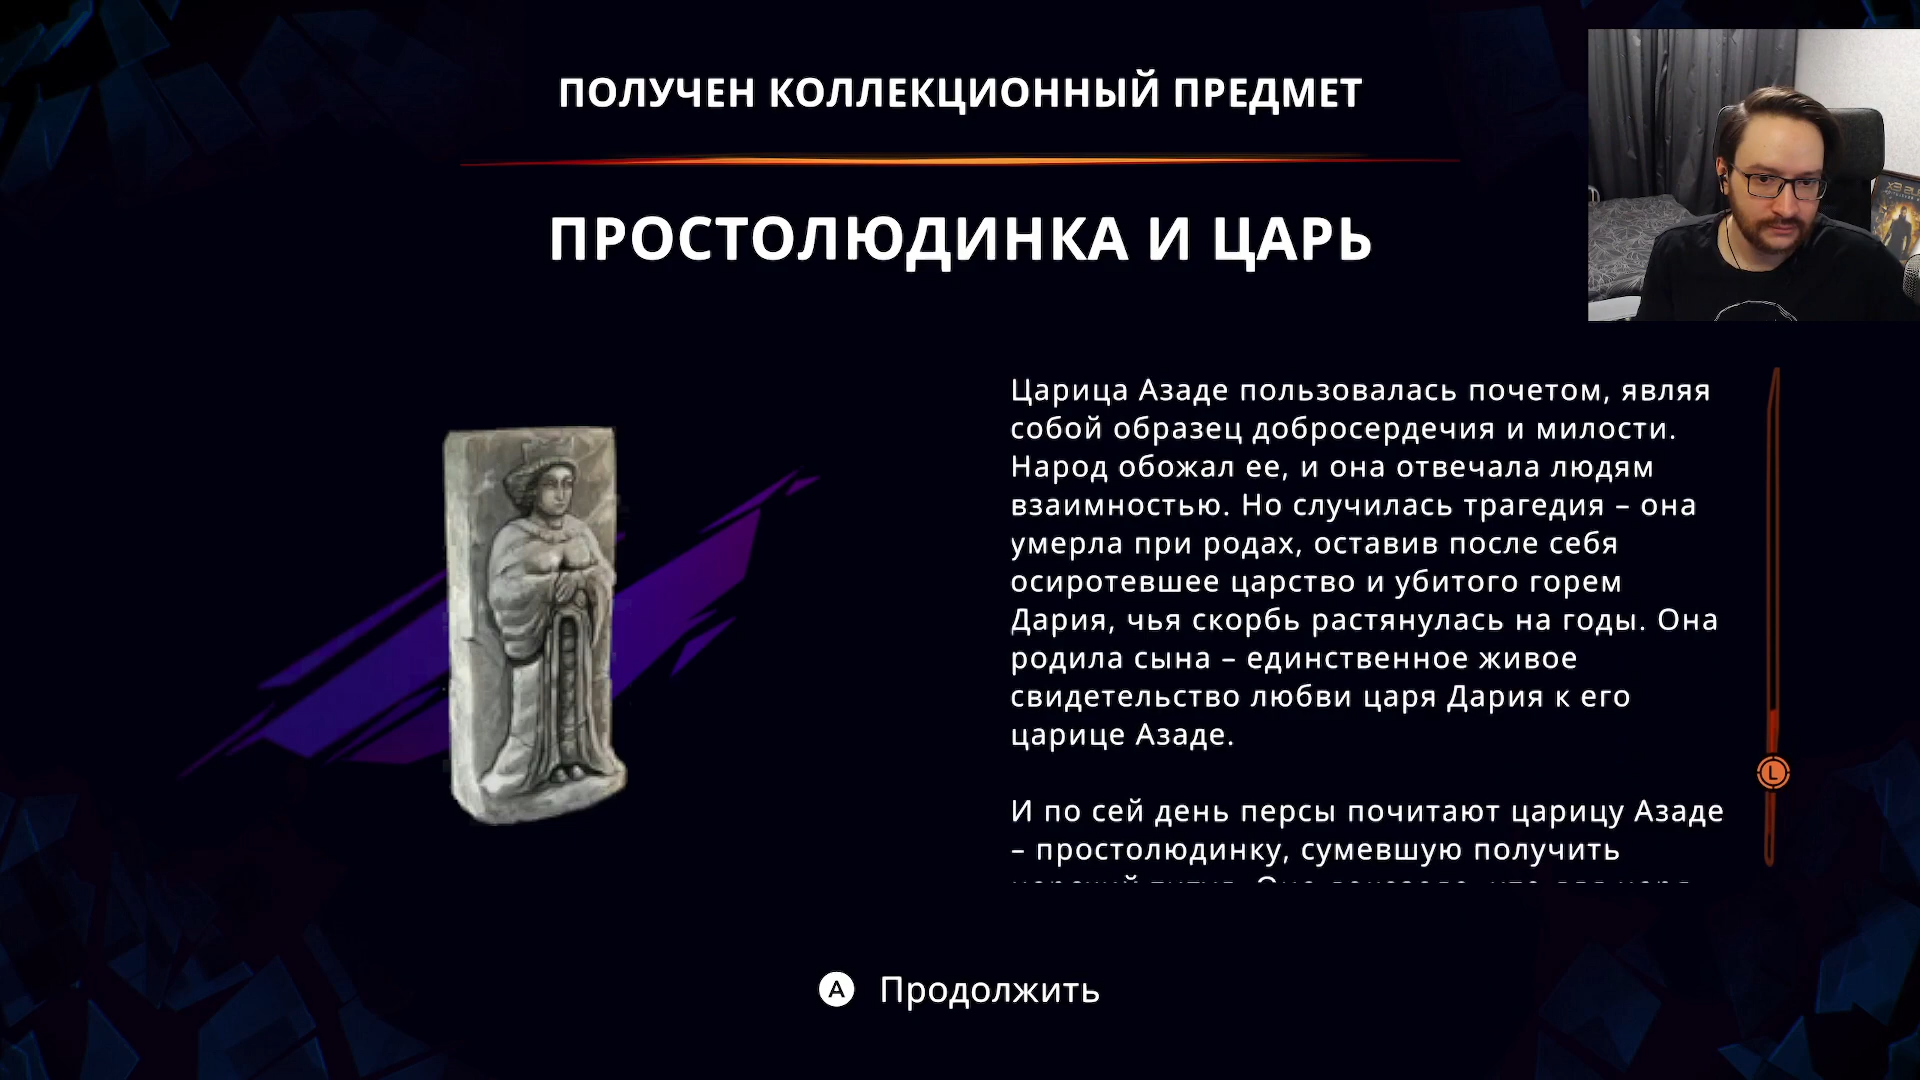 ПОЛУЧЕН КОЛЛЕКЦИОННЫЙ ПРЕДМЕТ
ПРОСТОЛЮДИНКА И ЦАРЬ
Царица Азаде пользовалась почетом, являя
собой образец добросердечия и милости.
Народ обожал ее, и она отвечала людям
взаимностью. Но случилась трагедия – она
умерла при родах, оставив после себя
осиротевшее царство и убитого горем
Дария, чья скорбь растянулась на годы. Она
родила сына – единственное живое
свидетельство любви царя Дария к его
царице Азаде.
И по сей день персы почитают царицу Азаде
– простолюдинку, сумевшую получить
L
A Продолжить